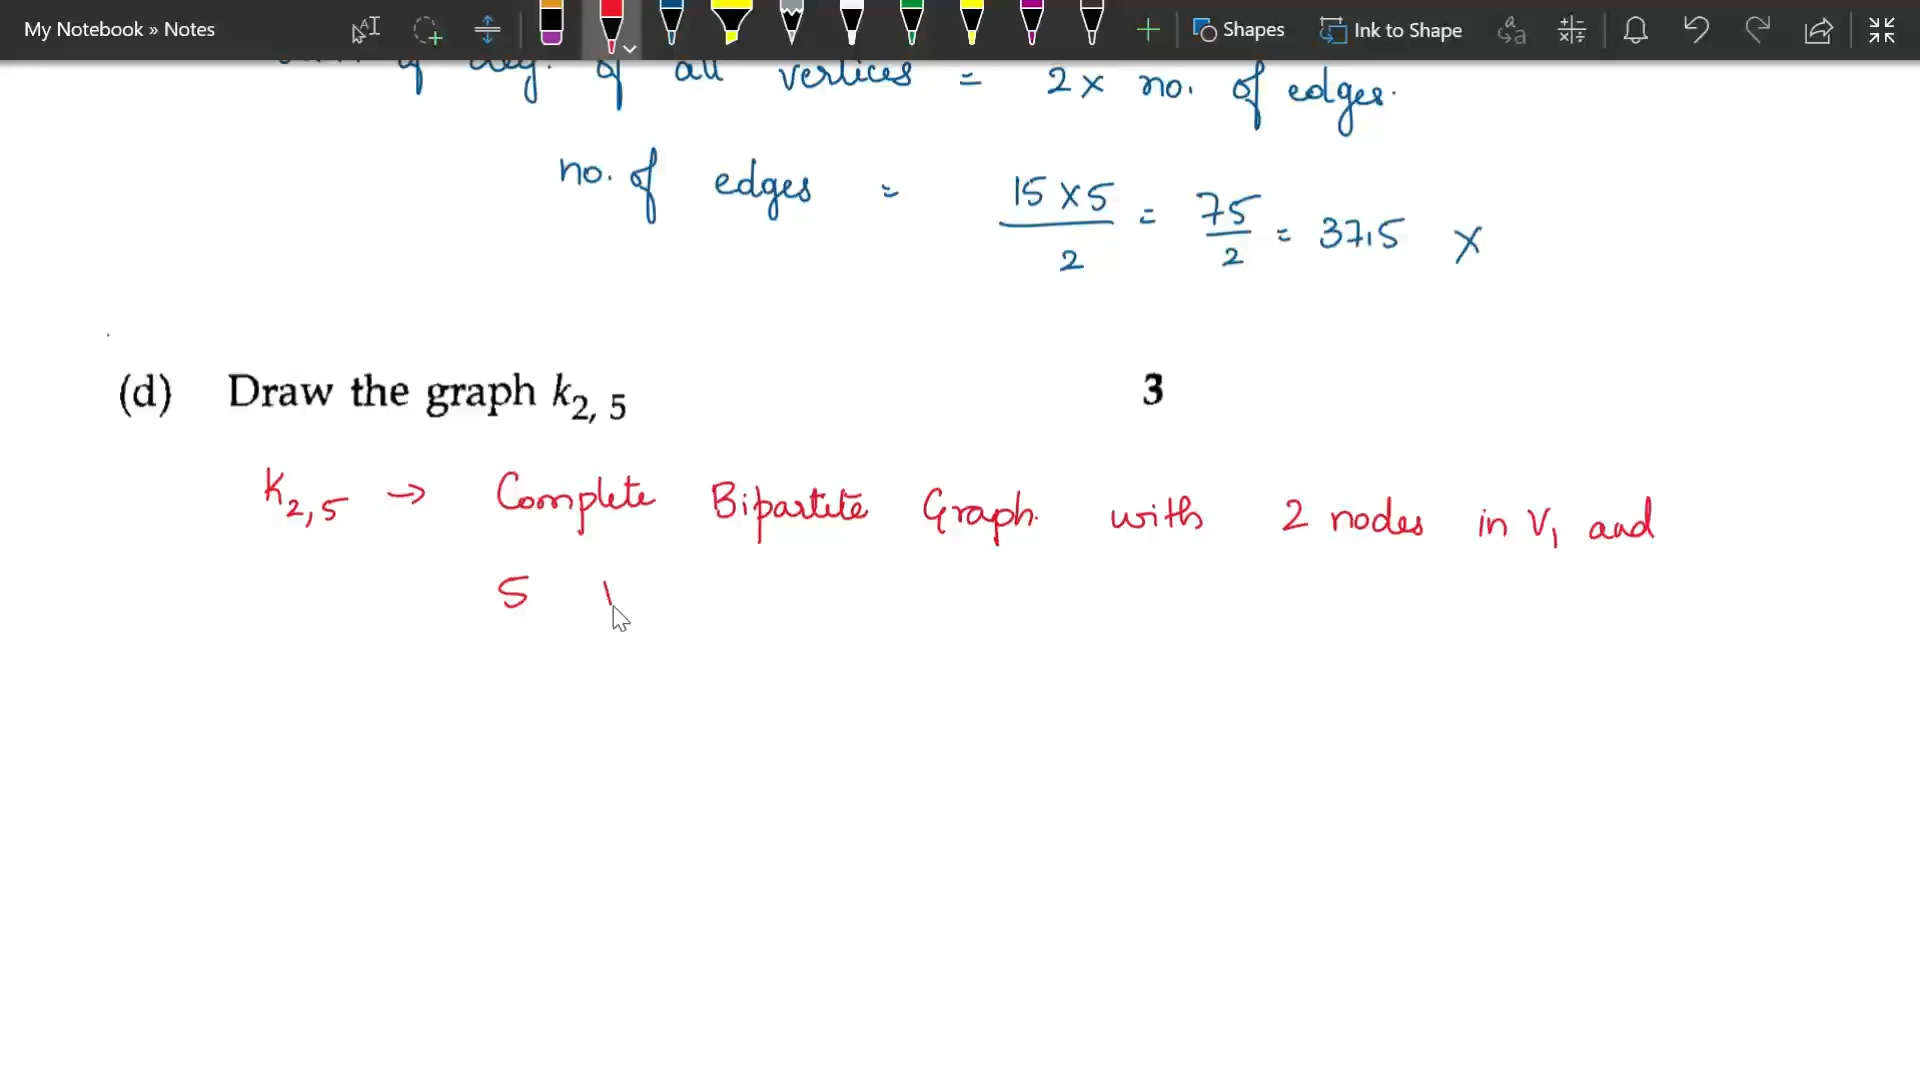 My Notebook » Notes
Shapes
Ink to Shape
of deg. of all vertices = 2 x no. of edges.
no. of edges = 15 x 5 / 2 = 75 / 2 = 37.5 x
(d) Draw the graph k2, 5 3
K2,5 → Complete Bipartite Graph. with 2 nodes in V1 and
5